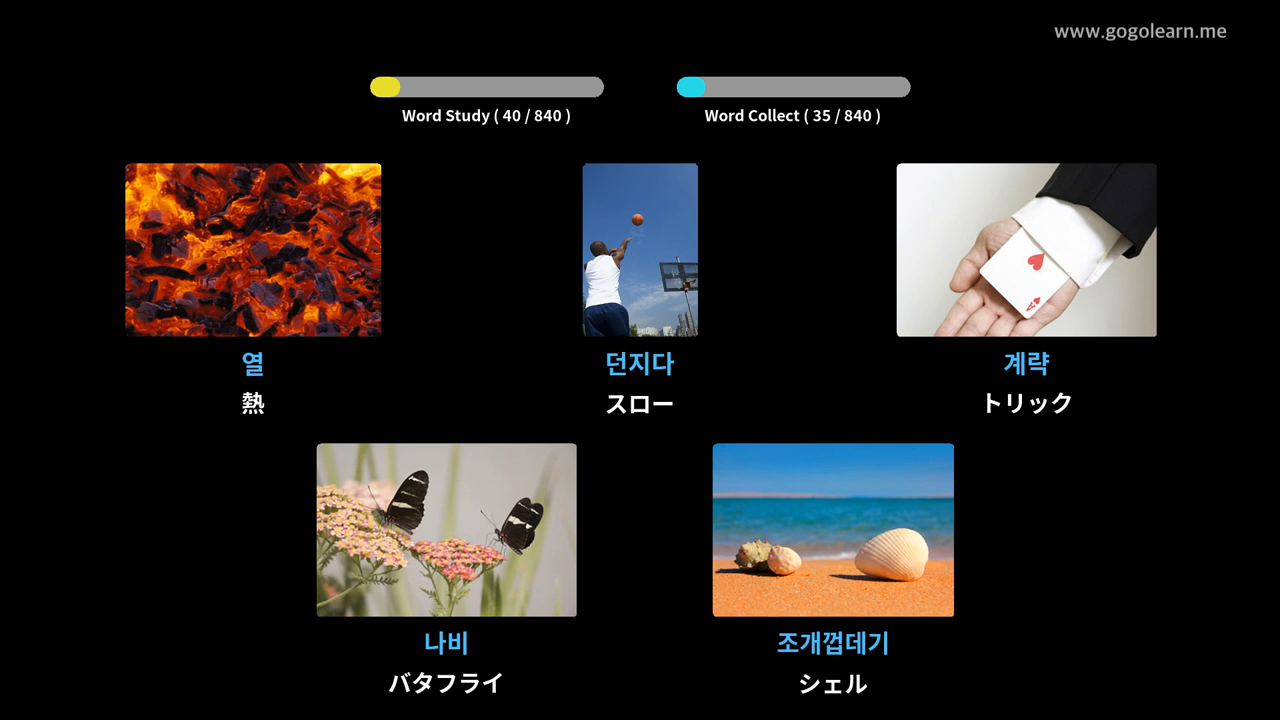 www.gogolearn.me
Word Study ( 40 / 840 )
Word Collect ( 35 / 840 )
열
熱
던지다
スロー
계략
トリック
나비
バタフライ
조개껍데기
シェル